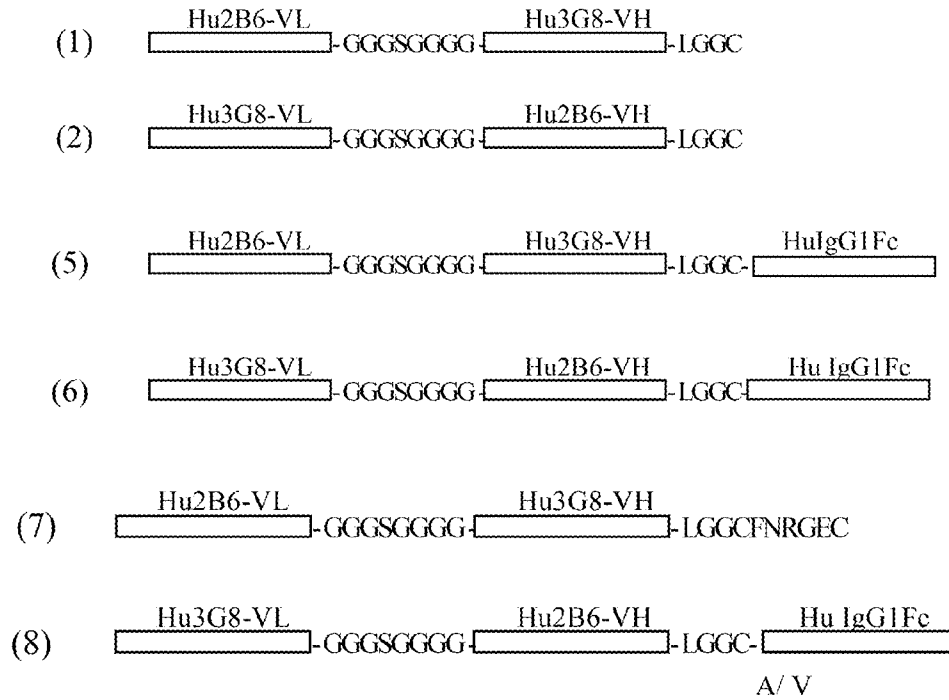 Hu2B6-VL Hu3G8-VH
(1) -GGGSGGGG- -LGGC
Hu3G8-VL Hu2B6-VH
(2) -GGGSGGGG- -LGGC
Hu2B6-VL Hu3G8-VH HuIgG1Fc
(5) -GGGSGGGG- -LGGC-
Hu3G8-VL Hu2B6-VH Hu IgG1Fc
(6) -GGGSGGGG- -LGGC-
Hu2B6-VL Hu3G8-VH
(7) -GGGSGGGG- -LGGCFNRGEC
Hu3G8-VL Hu2B6-VH Hu IgG1Fc
(8) -GGGSGGGG- -LGGC-
A/ V